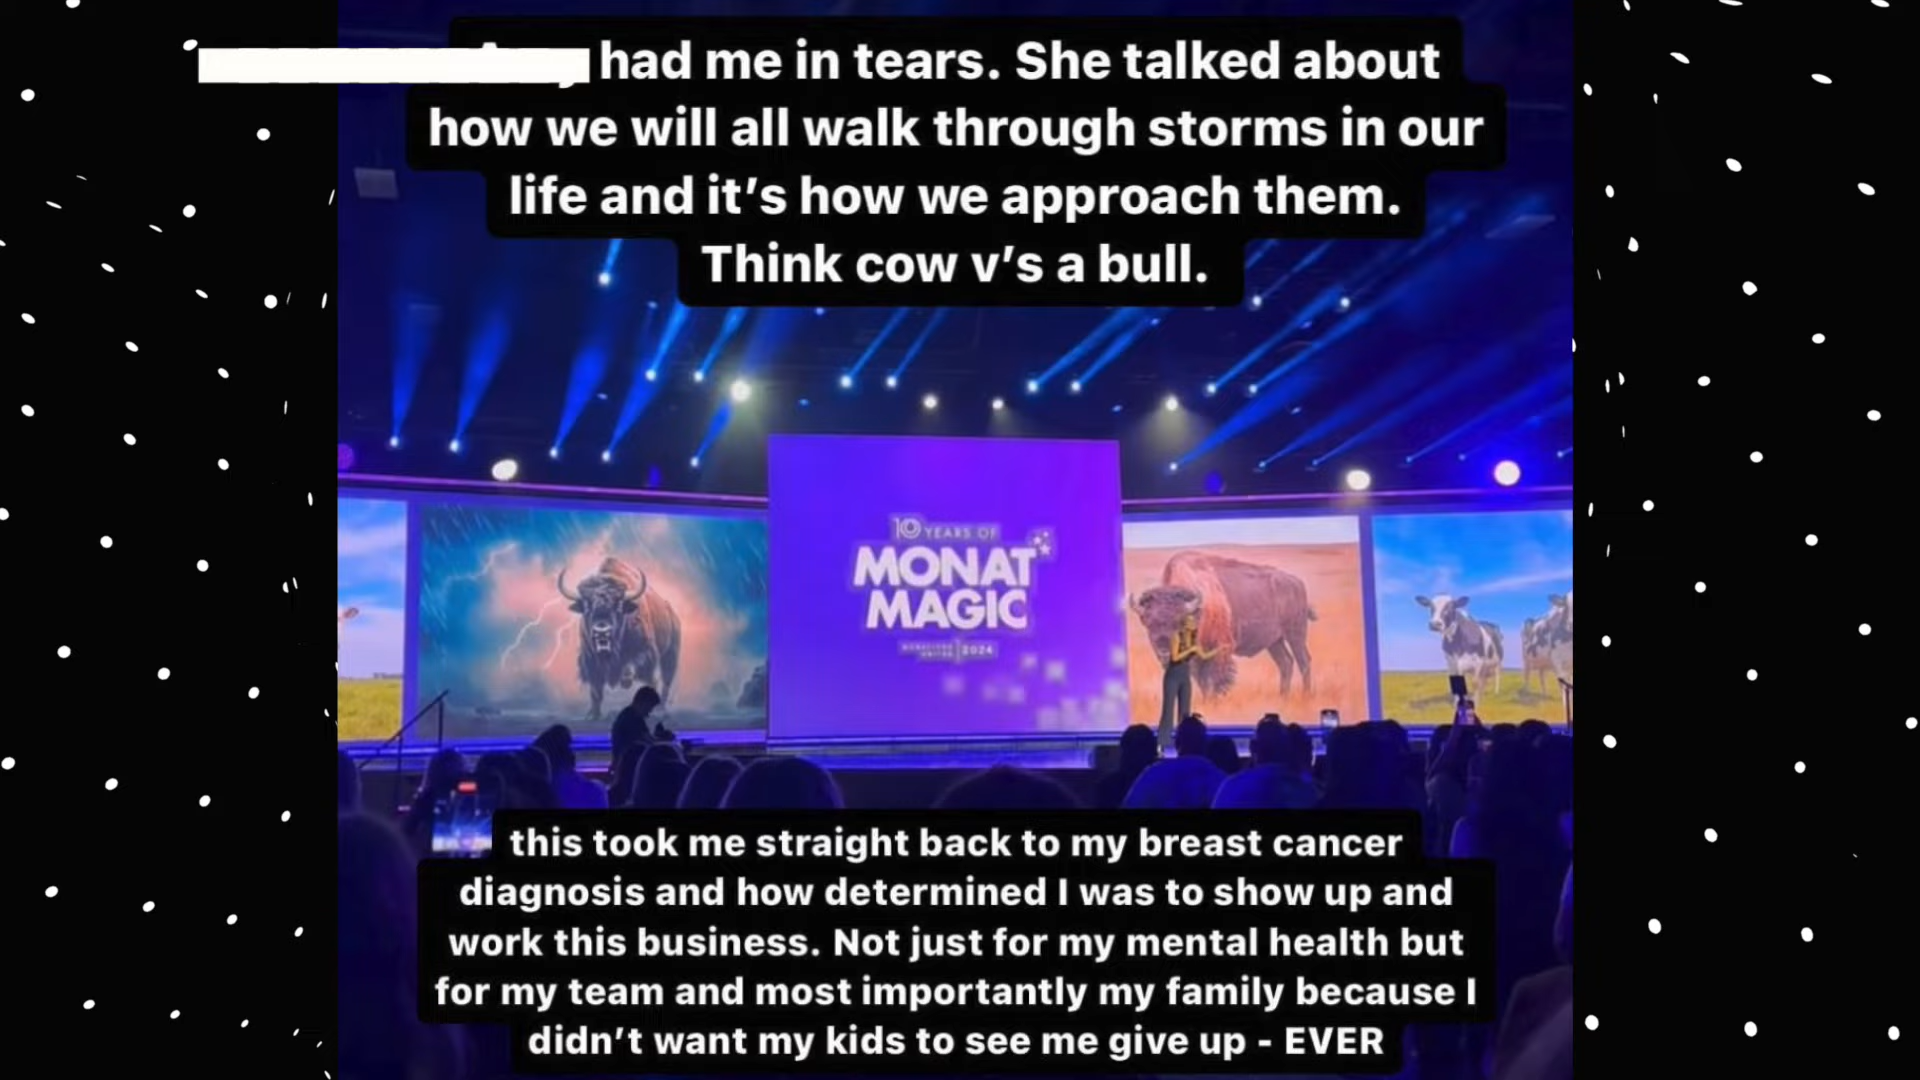 had me in tears. She talked about
how we will all walk through storms in our
life and it's how we approach them.
Think cow v's a bull.
10 YEARS OF
MONAT
MAGIC
2024
this took me straight back to my breast cancer
diagnosis and how determined I was to show up and
work this business. Not just for my mental health but
for my team and most importantly my family because I
didn't want my kids to see me give up - EVER